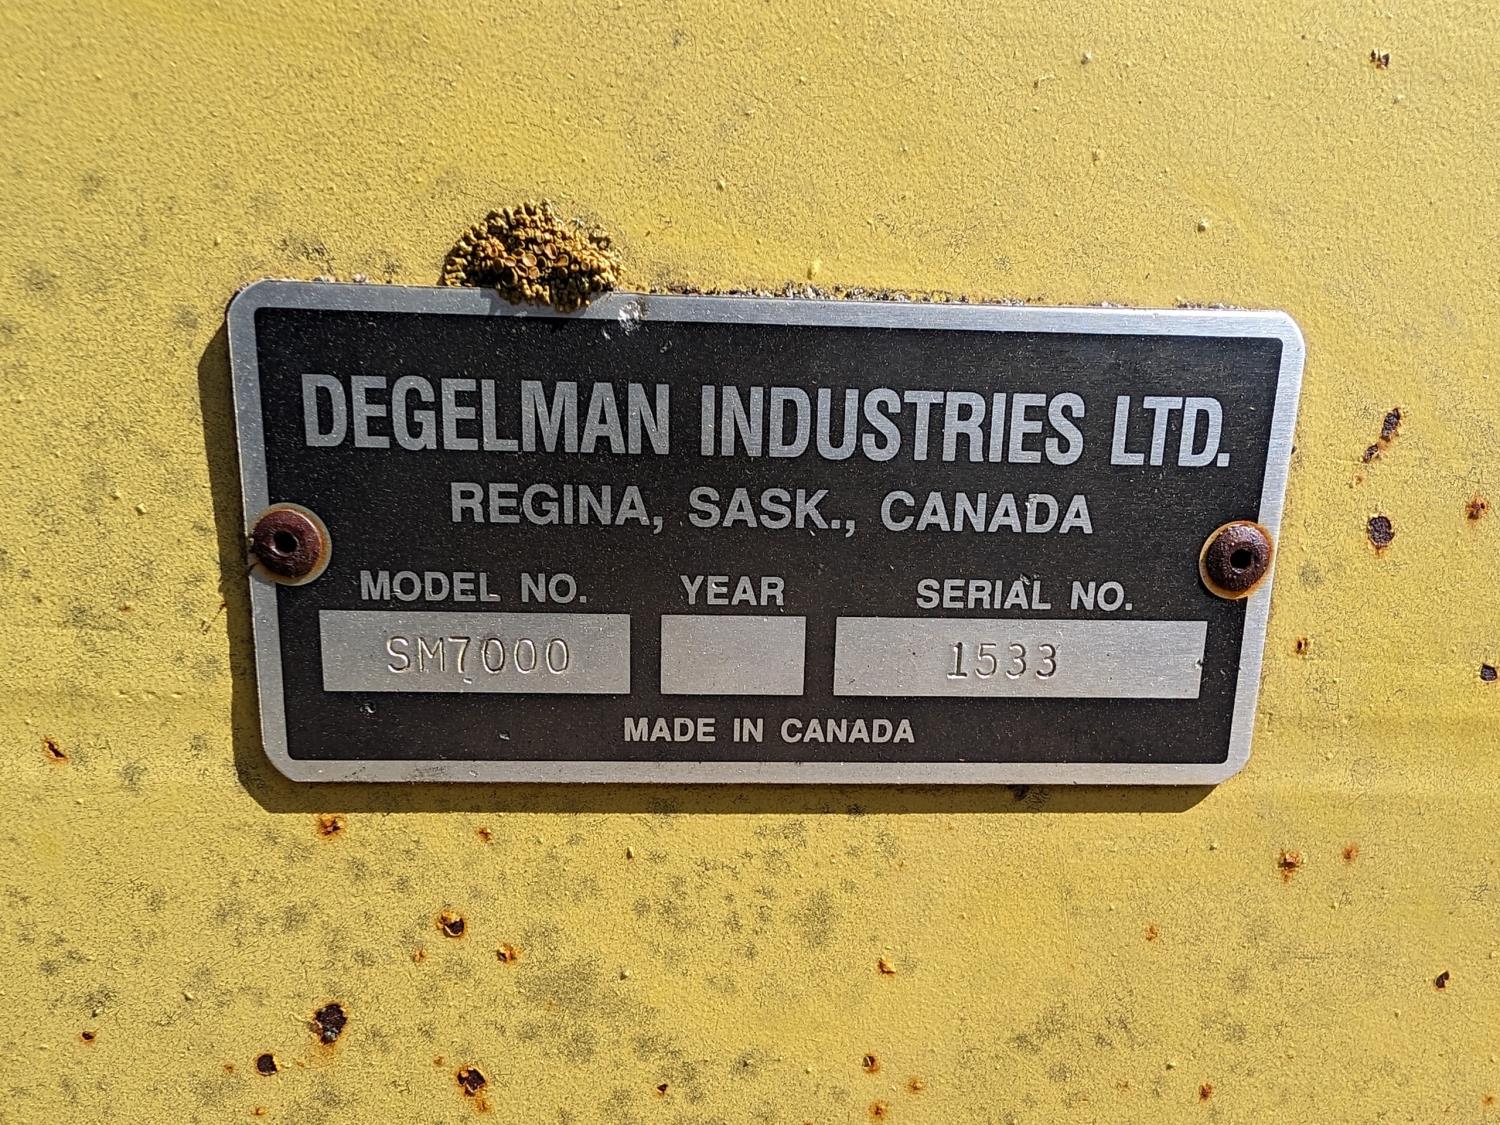 DEGELMAN INDUSTRIES LTD.
REGINA, SASK., CANADA
MODEL NO. YEAR SERIAL NO.
SM7000 1533
MADE IN CANADA